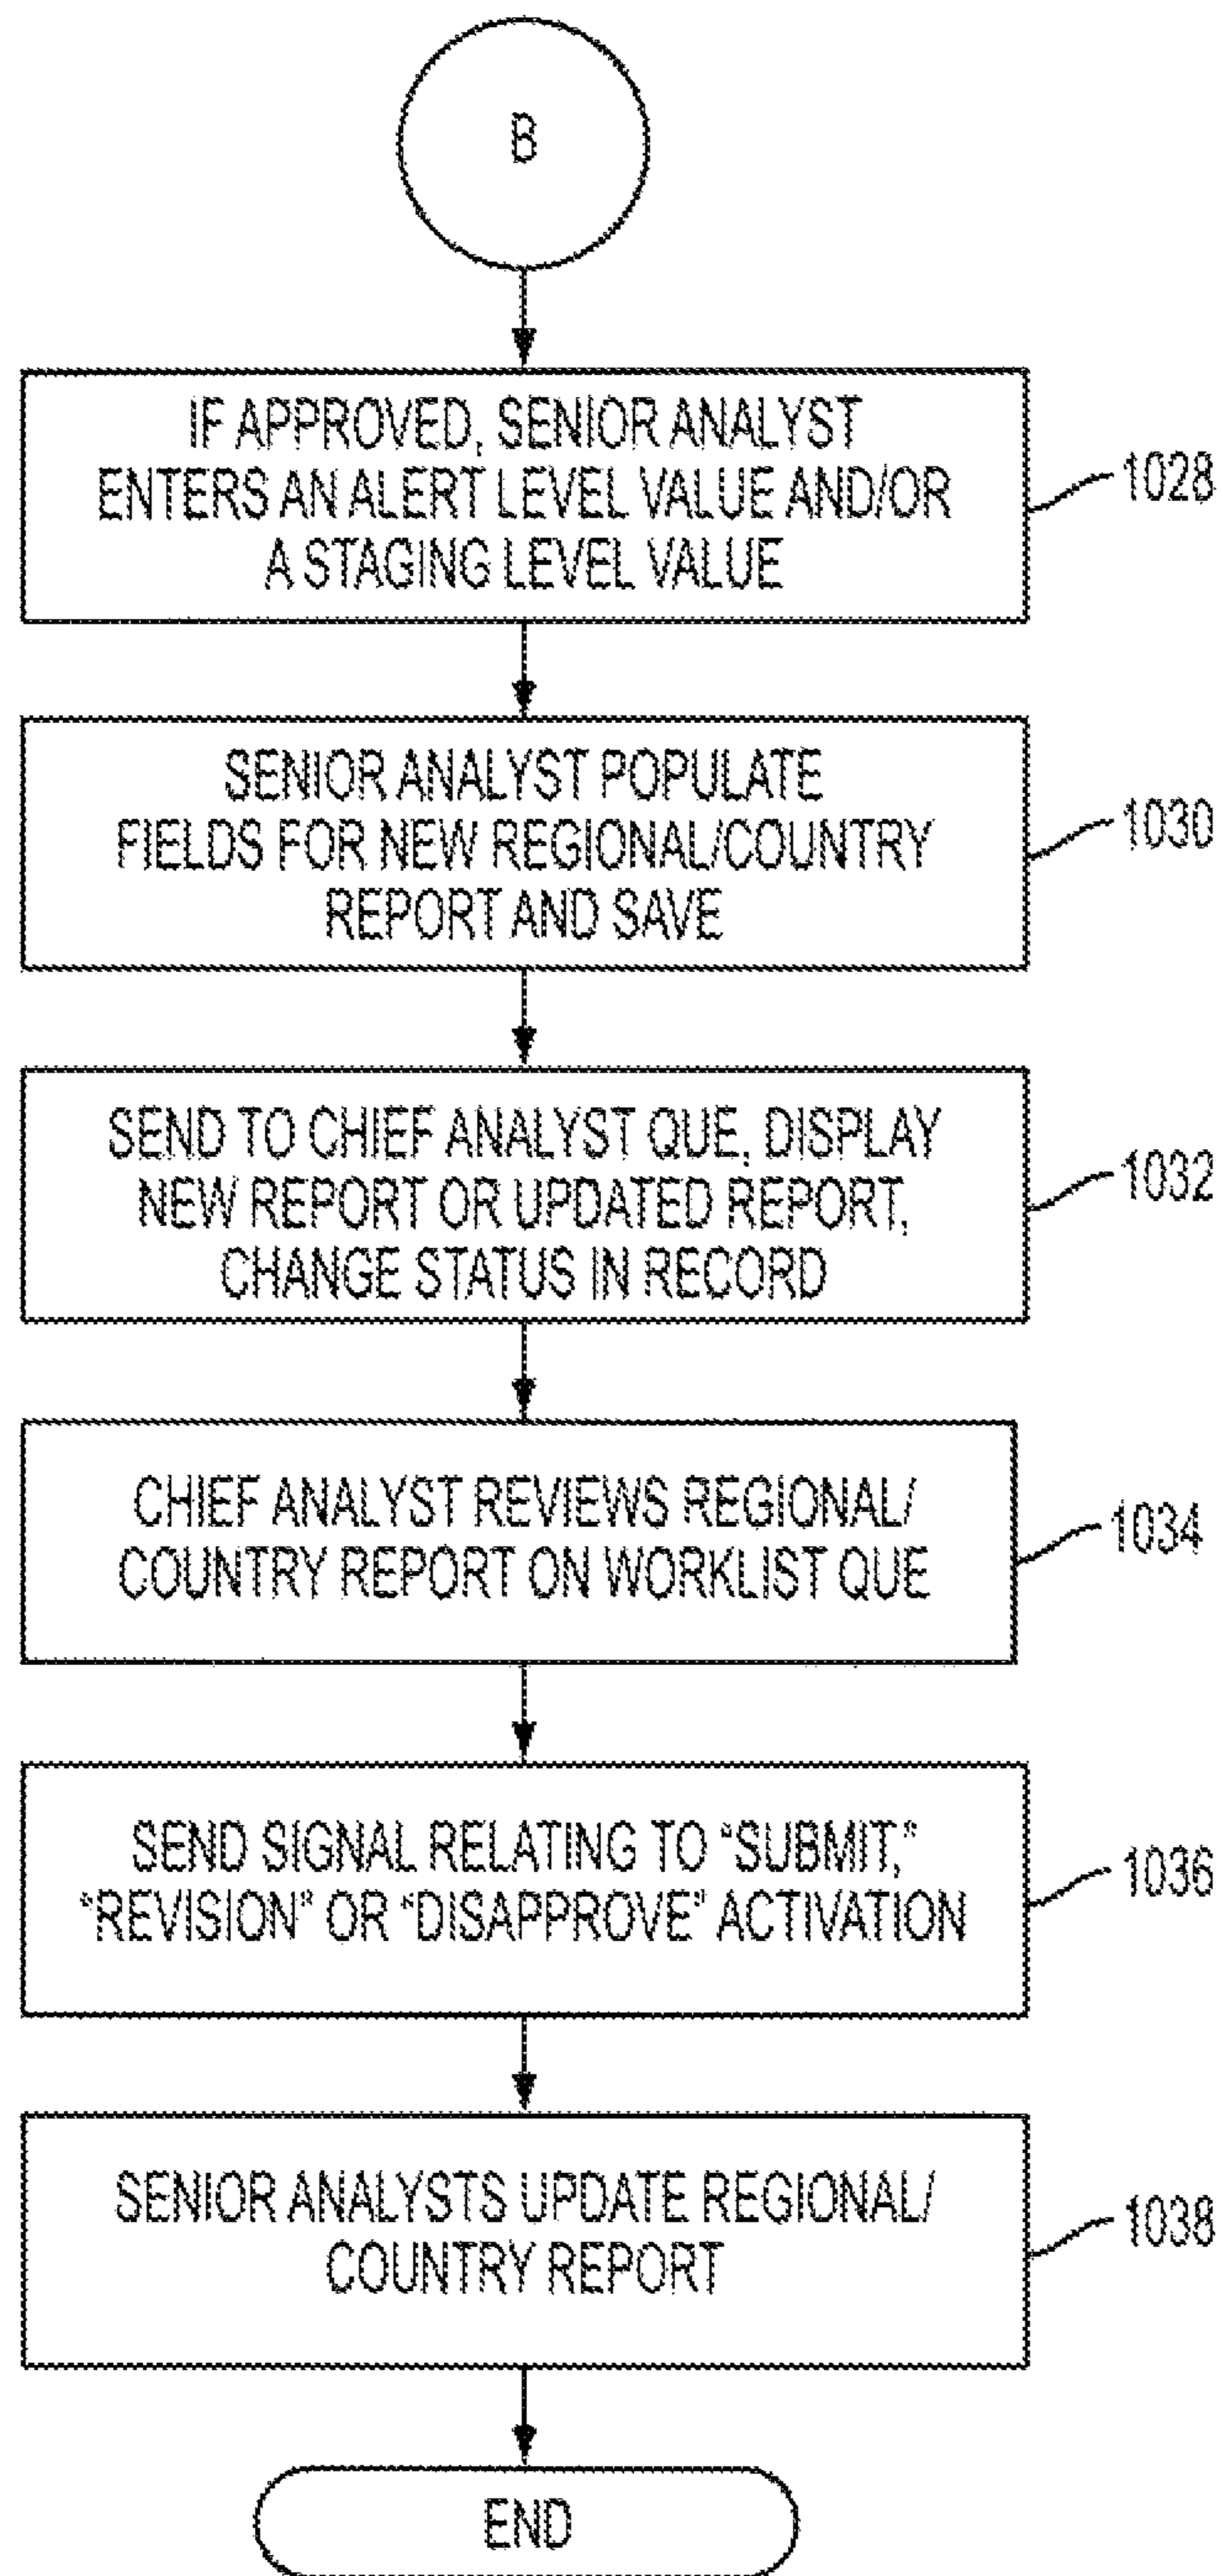 B
IF APPROVED, SENIOR ANALYST
ENTERS AN ALERT LEVEL VALUE AND/OR
A STAGING LEVEL VALUE
1028
SENIOR ANALYST POPULATE
FIELDS FOR NEW REGIONAL/COUNTRY
REPORT AND SAVE
1030
SEND TO CHIEF ANALYST QUE, DISPLAY
NEW REPORT OR UPDATED REPORT,
CHANGE STATUS IN RECORD
1032
CHIEF ANALYST REVIEWS REGIONAL/
COUNTRY REPORT ON WORKLIST QUE
1034
SEND SIGNAL RELATING TO “SUBMIT,”
“REVISION” OR “DISAPPROVE” ACTIVATION
1036
SENIOR ANALYSTS UPDATE REGIONAL/
COUNTRY REPORT
1038
END